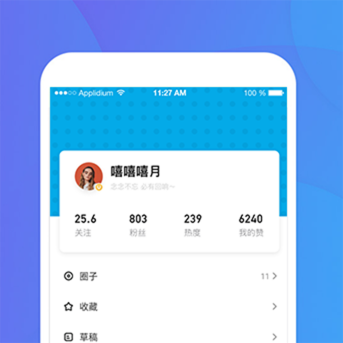 Applidium 11:27 AM 100 %
嘻嘻嘻月
念念不忘 必有回响~
25.6 803 239 6240
关注 粉丝 热度 我的赞
圈子 11
收藏
草稿